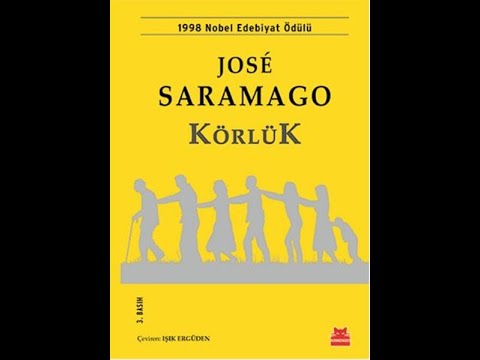 1998 Nobel Edebiyat Ödülü
JOSÉ
SARAMAGO
KÖRLÜK
3. BASIM
Çeviren: IŞIK ERGÜDEN